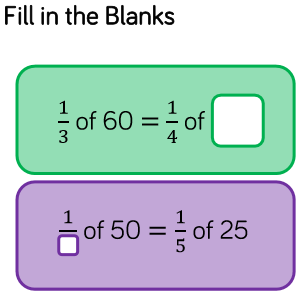 Fill in the Blanks
1/3 of 60 = 1/4 of
1/ of 50 = 1/5 of 25